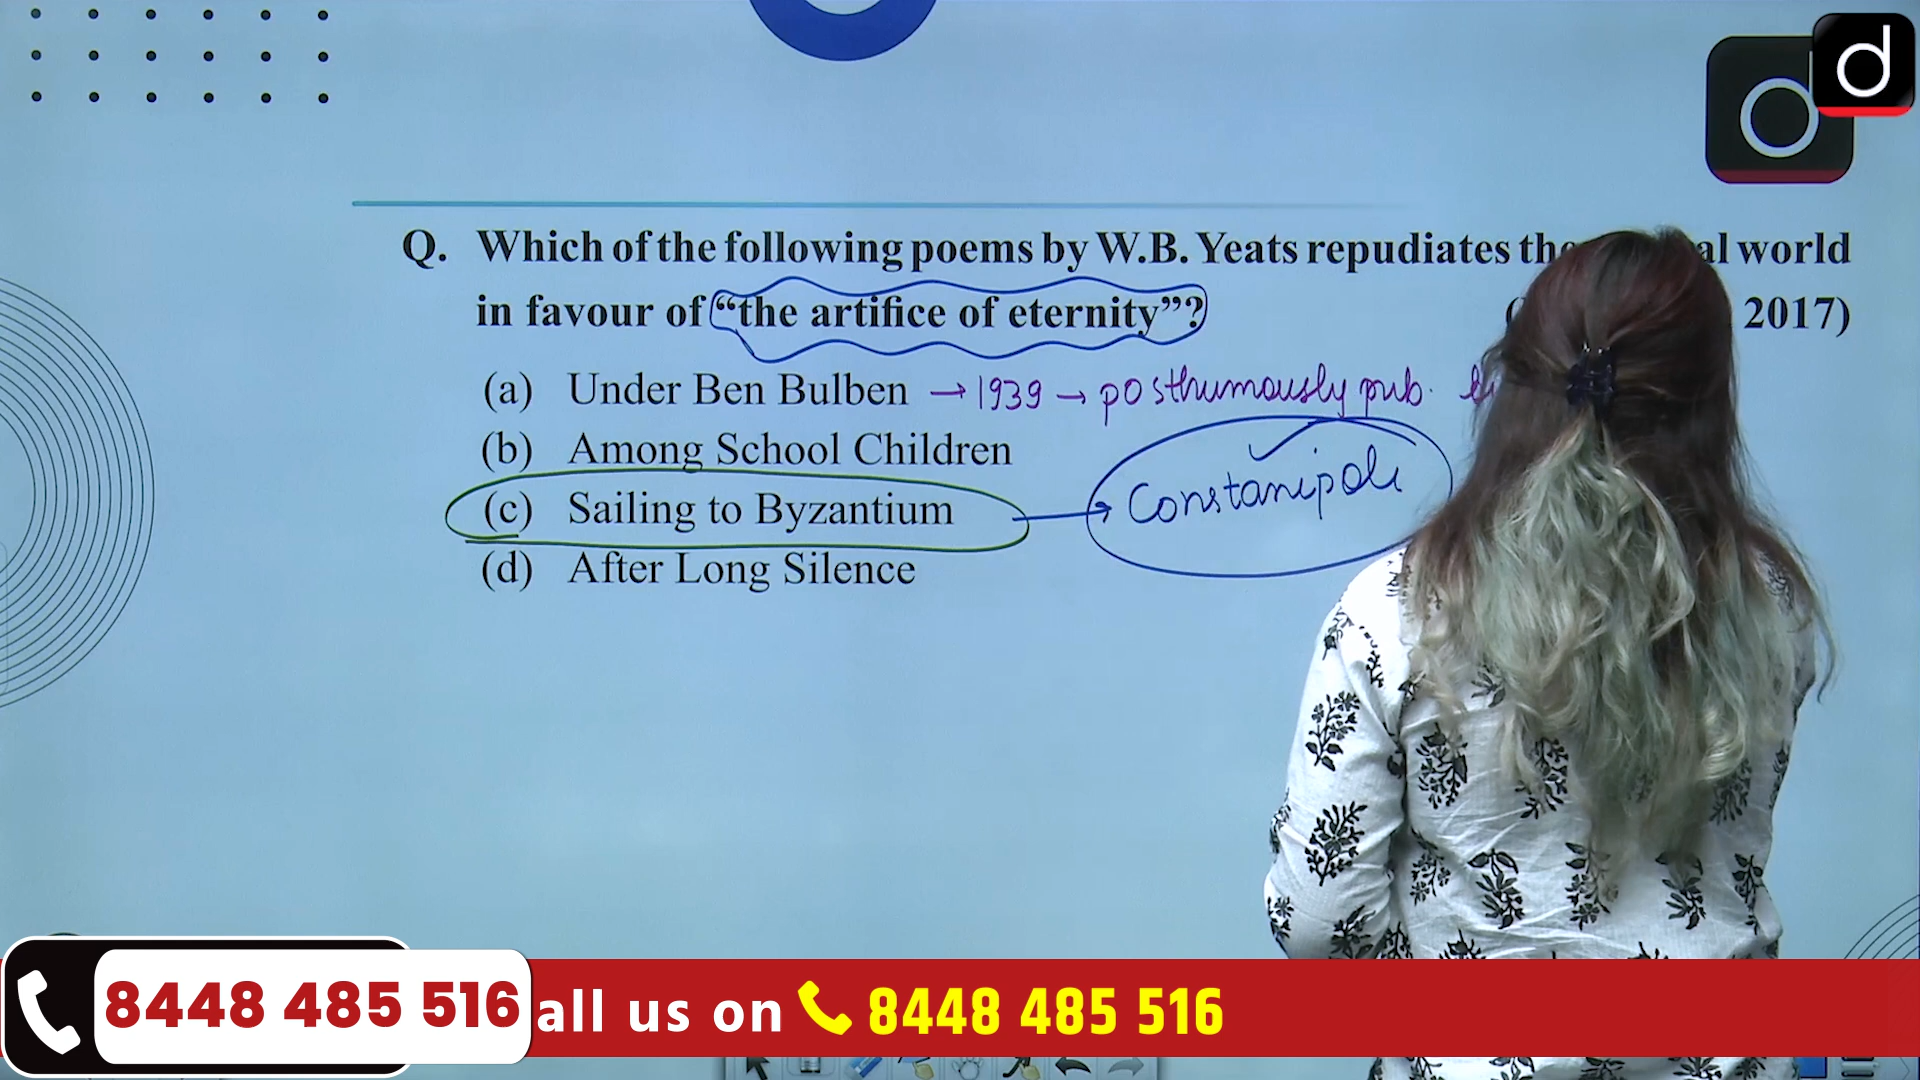 d
Q. Which of the following poems by W.B. Yeats repudiates the world
in favour of “the artifice of eternity”? 2017)
(a) Under Ben Bulben → 1939 → posthumously pub.
(b) Among School Children
(c) Sailing to Byzantium → Constanipole
(d) After Long Silence
8448 485 516 all us on 8448 485 516